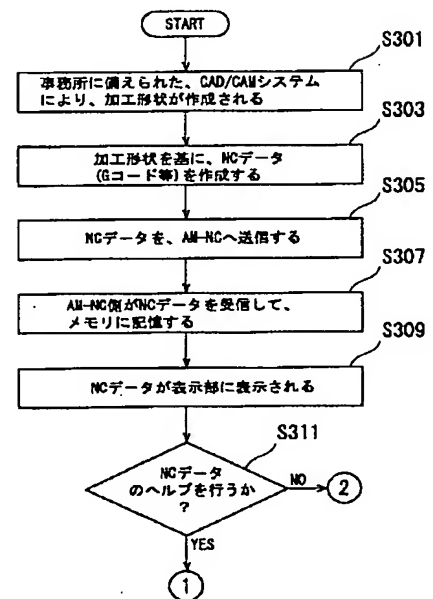 START
S301
事務所に備えられた、CAD/CAMシステム
により、加工形状が作成される
S303
加工形状を基に、NCデータ
(Gコード等)を作成する
S305
NCデータを、AM-NCへ送信する
S307
AM-NC側がNCデータを受信して、
メモリに記憶する
S309
NCデータが表示部に表示される
S311
NCデータ
のヘルプを行うか
?
NO
2
YES
1